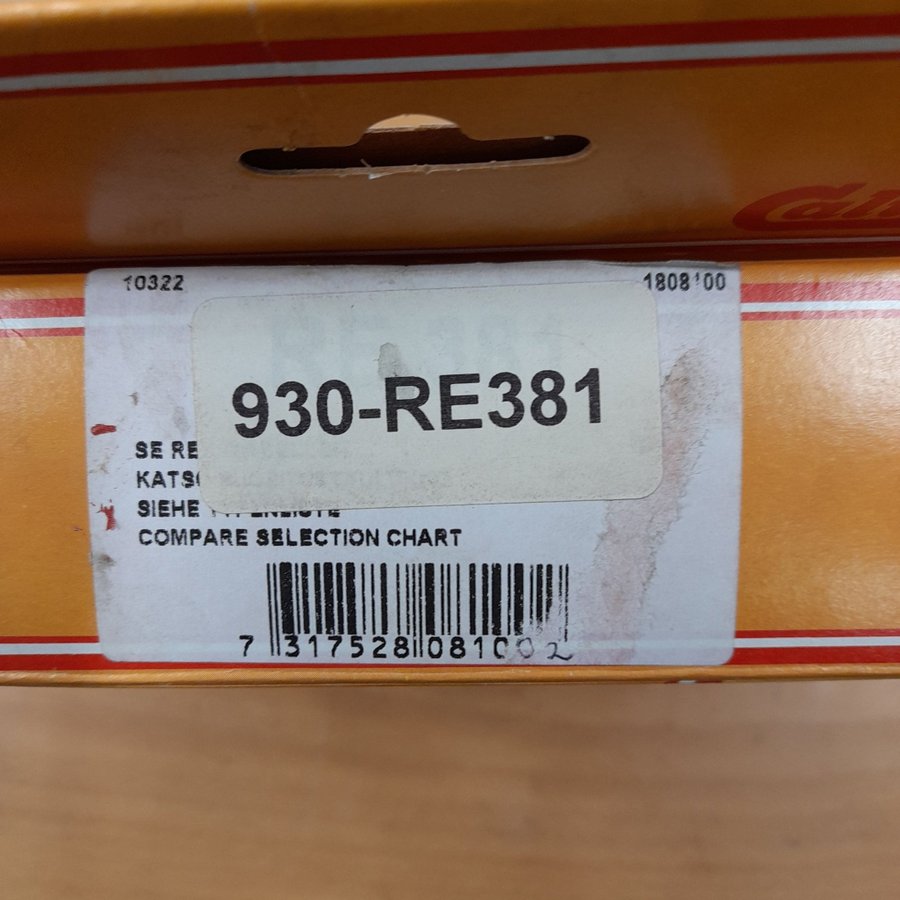 10322 1808'00
930-RE381
SE RE
KATS
SIEHE
COMPARE SELECTION CHART
7 317528 081002